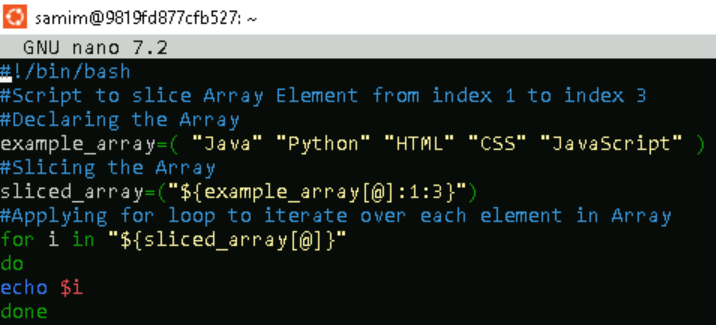 samim@9819fd877cfb527: ~
GNU nano 7.2
#!/bin/bash
#Script to slice Array Element from index 1 to index 3
#Declaring the Array
example_array=( "Java" "Python" "HTML" "CSS" "JavaScript" )
#Slicing the Array
sliced_array=("${example_array[@]:1:3}")
#Applying for loop to iterate over each element in Array
for i in "${sliced_array[@]}"
do
echo $i
done